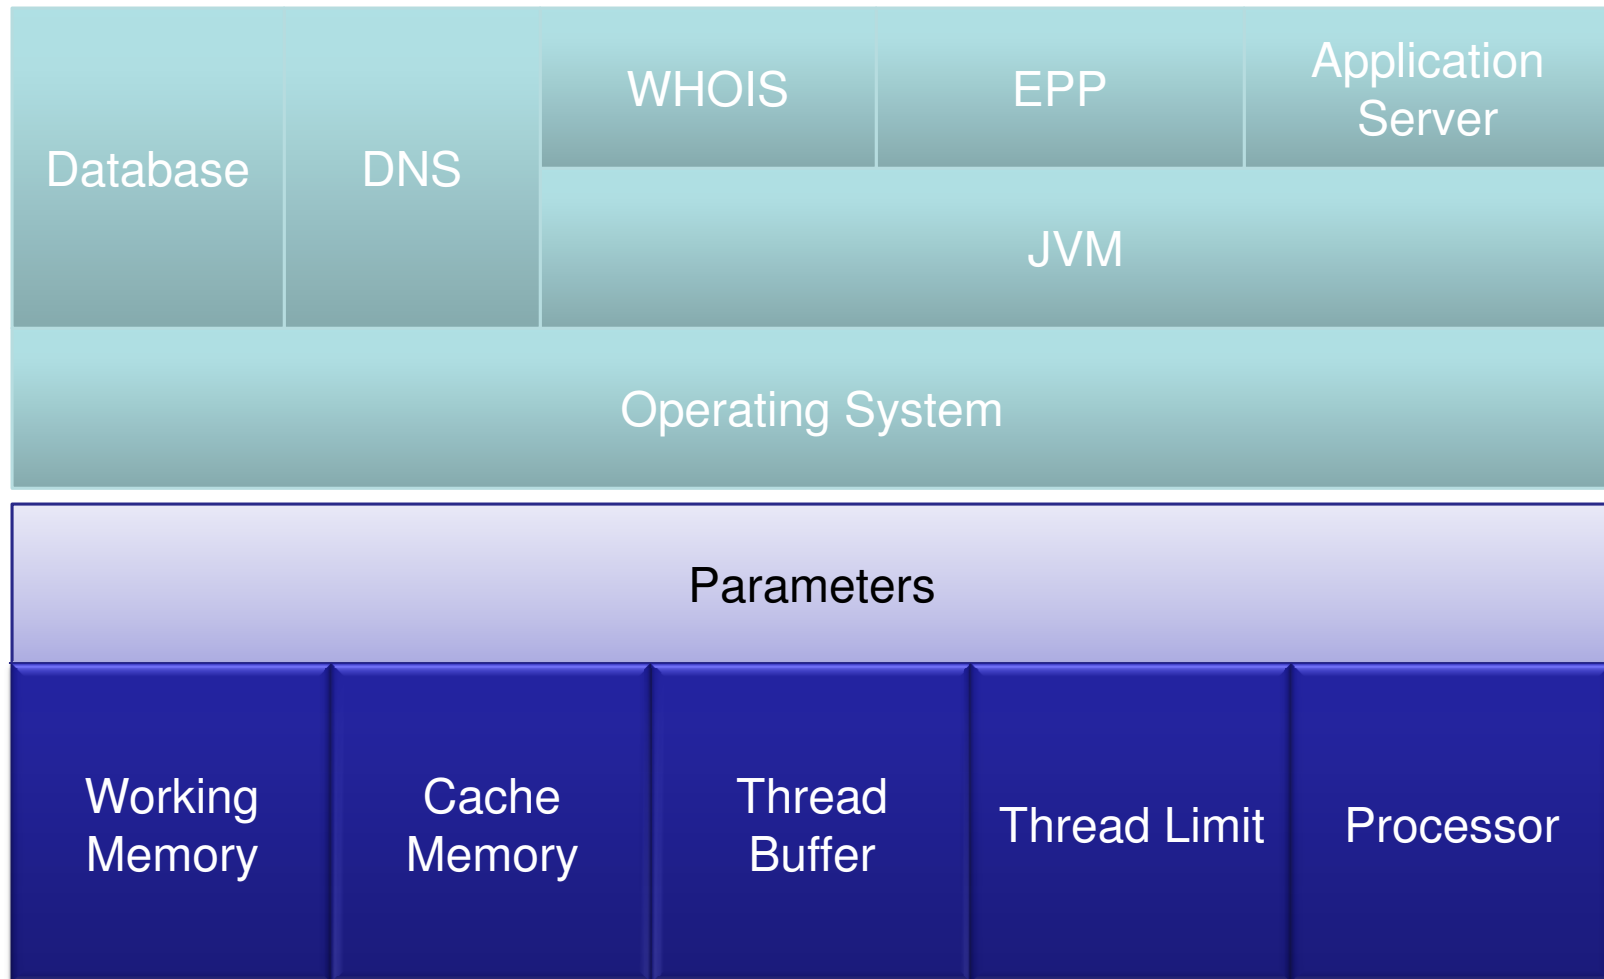 Database
DNS
WHOIS
EPP
Application
Server
JVM
Operating System
Parameters
Working
Memory
Cache
Memory
Thread
Buffer
Thread Limit
Processor